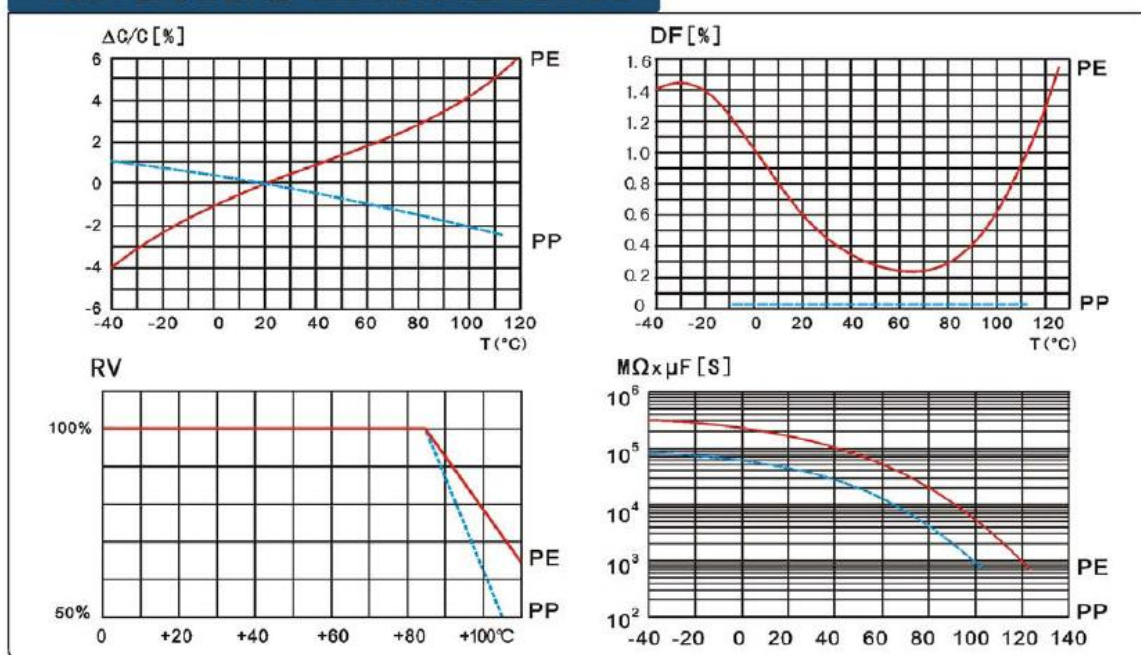 ΔC/C[%]
6
4
2
0
-2
-4
-6
PE
PP
-40 -20 0 20 40 60 80 100 120
T(°C)
DF[%]
1.6
1.4
1.2
1.0
0.8
0.6
0.4
0.2
0
PE
PP
-40 -20 0 20 40 60 80 100 120
T(°C)
RV
100%
50%
PE
PP
0 +20 +40 +60 +80 +100℃
MΩxμF[S]
10⁶
10⁵
10⁴
10³
10²
PE
PP
-40 -20 0 20 40 60 80 100 120 140